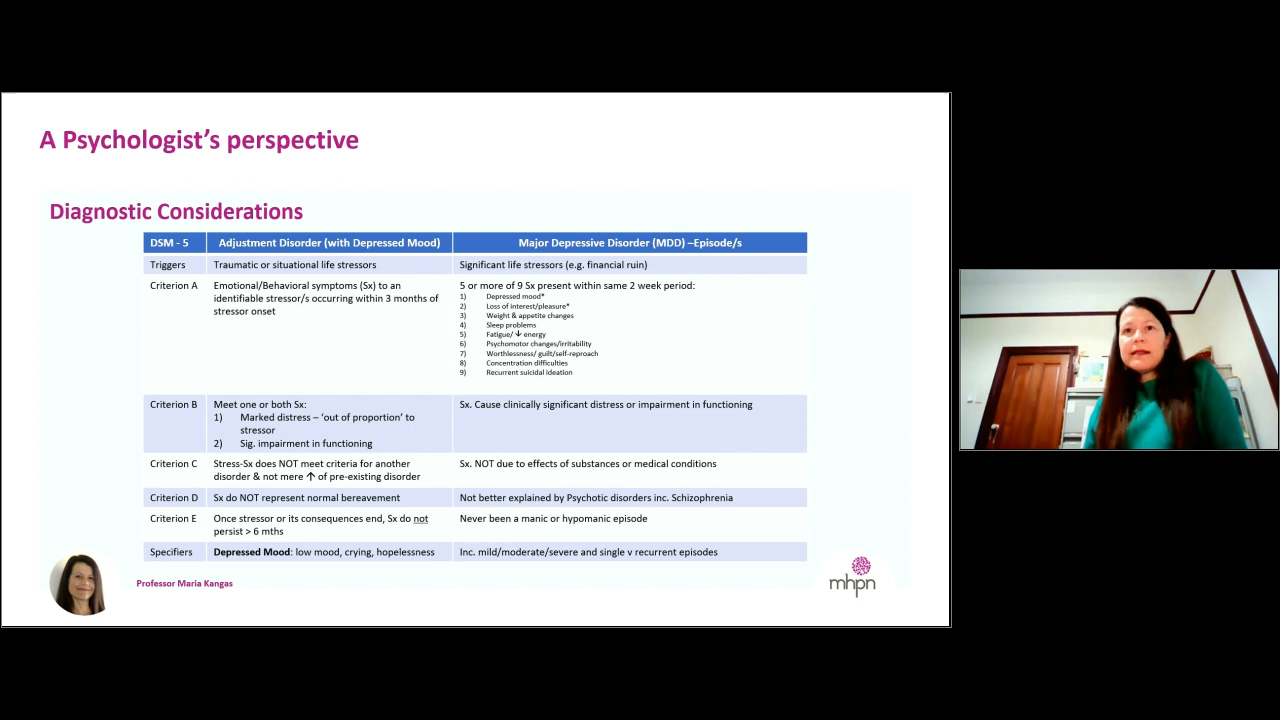 A Psychologist's perspective
Diagnostic Considerations
DSM - 5 Adjustment Disorder (with Depressed Mood) Major Depressive Disorder (MDD) –Episode/s
Triggers Traumatic or situational life stressors Significant life stressors (e.g. financial ruin)
Criterion A Emotional/Behavioral symptoms (Sx) to an
identifiable stressor/s occurring within 3 months of
stressor onset
5 or more of 9 Sx present within same 2 week period:
1) Depressed mood*
2) Loss of interest/pleasure*
3) Weight & appetite changes
4) Sleep problems
5) Fatigue/ ↓ energy
6) Psychomotor changes/irritability
7) Worthlessness/ guilt/self-reproach
8) Concentration difficulties
9) Recurrent suicidal ideation
Criterion B Meet one or both Sx:
1) Marked distress – 'out of proportion' to
stressor
2) Sig. impairment in functioning
Sx. Cause clinically significant distress or impairment in functioning
Criterion C Stress-Sx does NOT meet criteria for another
disorder & not mere ↑ of pre-existing disorder
Sx. NOT due to effects of substances or medical conditions
Criterion D Sx do NOT represent normal bereavement Not better explained by Psychotic disorders inc. Schizophrenia
Criterion E Once stressor or its consequences end, Sx do not
persist > 6 mths
Never been a manic or hypomanic episode
Specifiers Depressed Mood: low mood, crying, hopelessness Inc. mild/moderate/severe and single v recurrent episodes
Professor Maria Kangas
mhpn